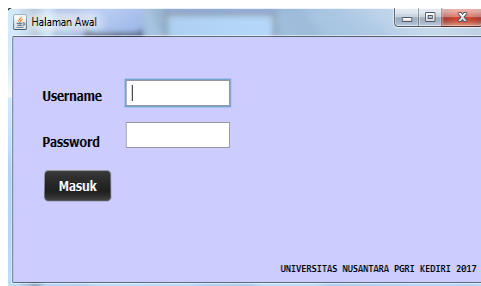 Halaman Awal
Username
Password
Masuk
UNIVERSITAS NUSANTARA PGRI KEDIRI 2017